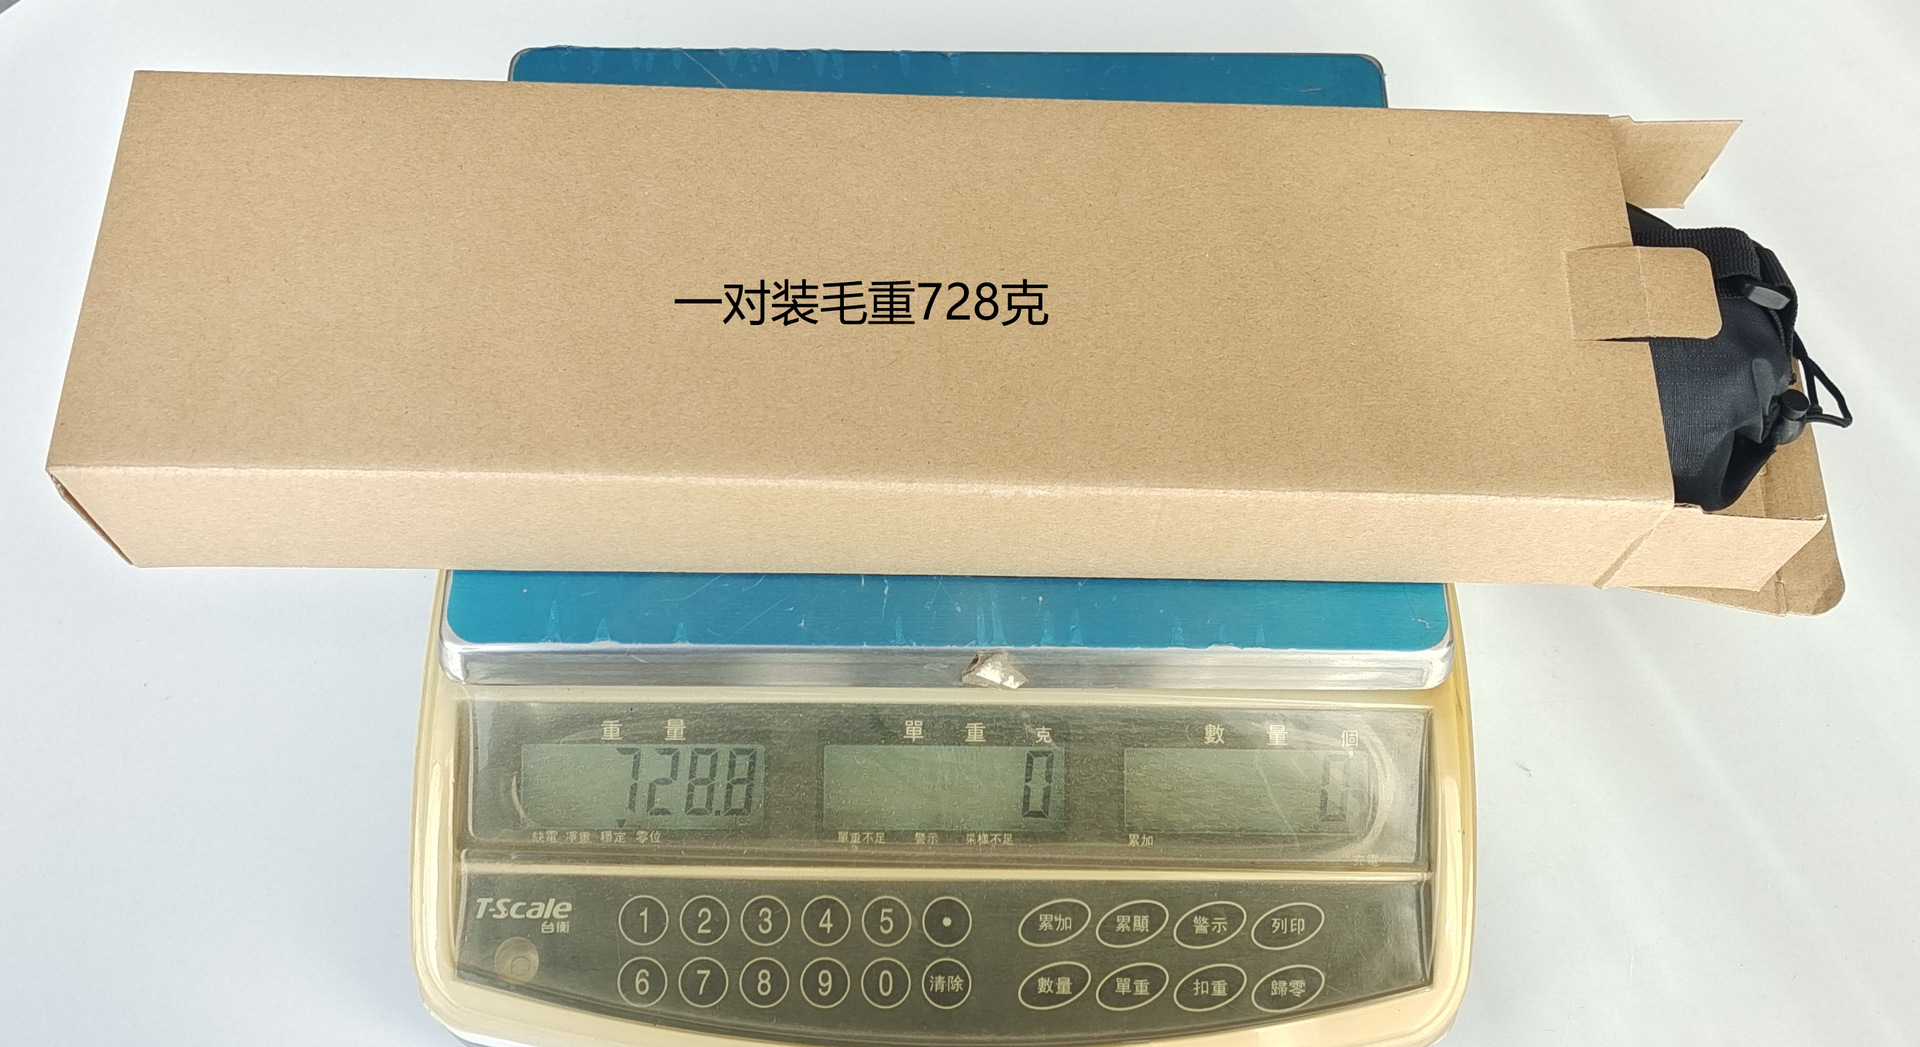 一对装毛重728克
重 量 單 重 克 數 量 個
728.8 0 0
缺電 淨重 穩定 零位 單重不足 警示 采樣不足 累加
充電
T-Scale
台衡
1 2 3 4 5 • 累加 累顯 警示 列印
6 7 8 9 0 清除 數量 單重 扣重 歸零